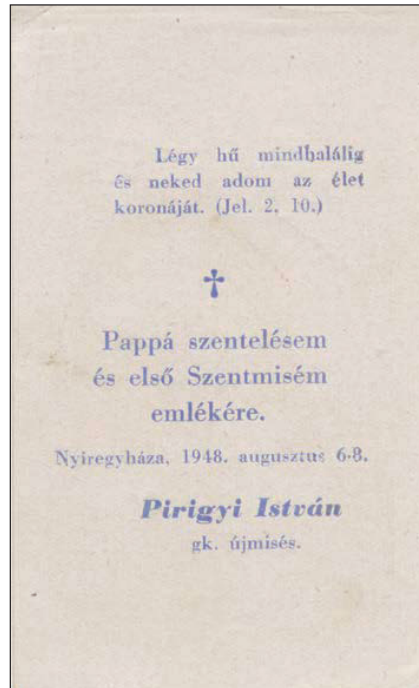 Légy hű mindhalálig
és neked adom az élet
koronáját. (Jel. 2, 10.)
†
Pappá szentelésem
és első Szentmisém
emlékére.
Nyiregyháza, 1948. augusztus 6-8.
Pirigyi István
gk. újmisés.